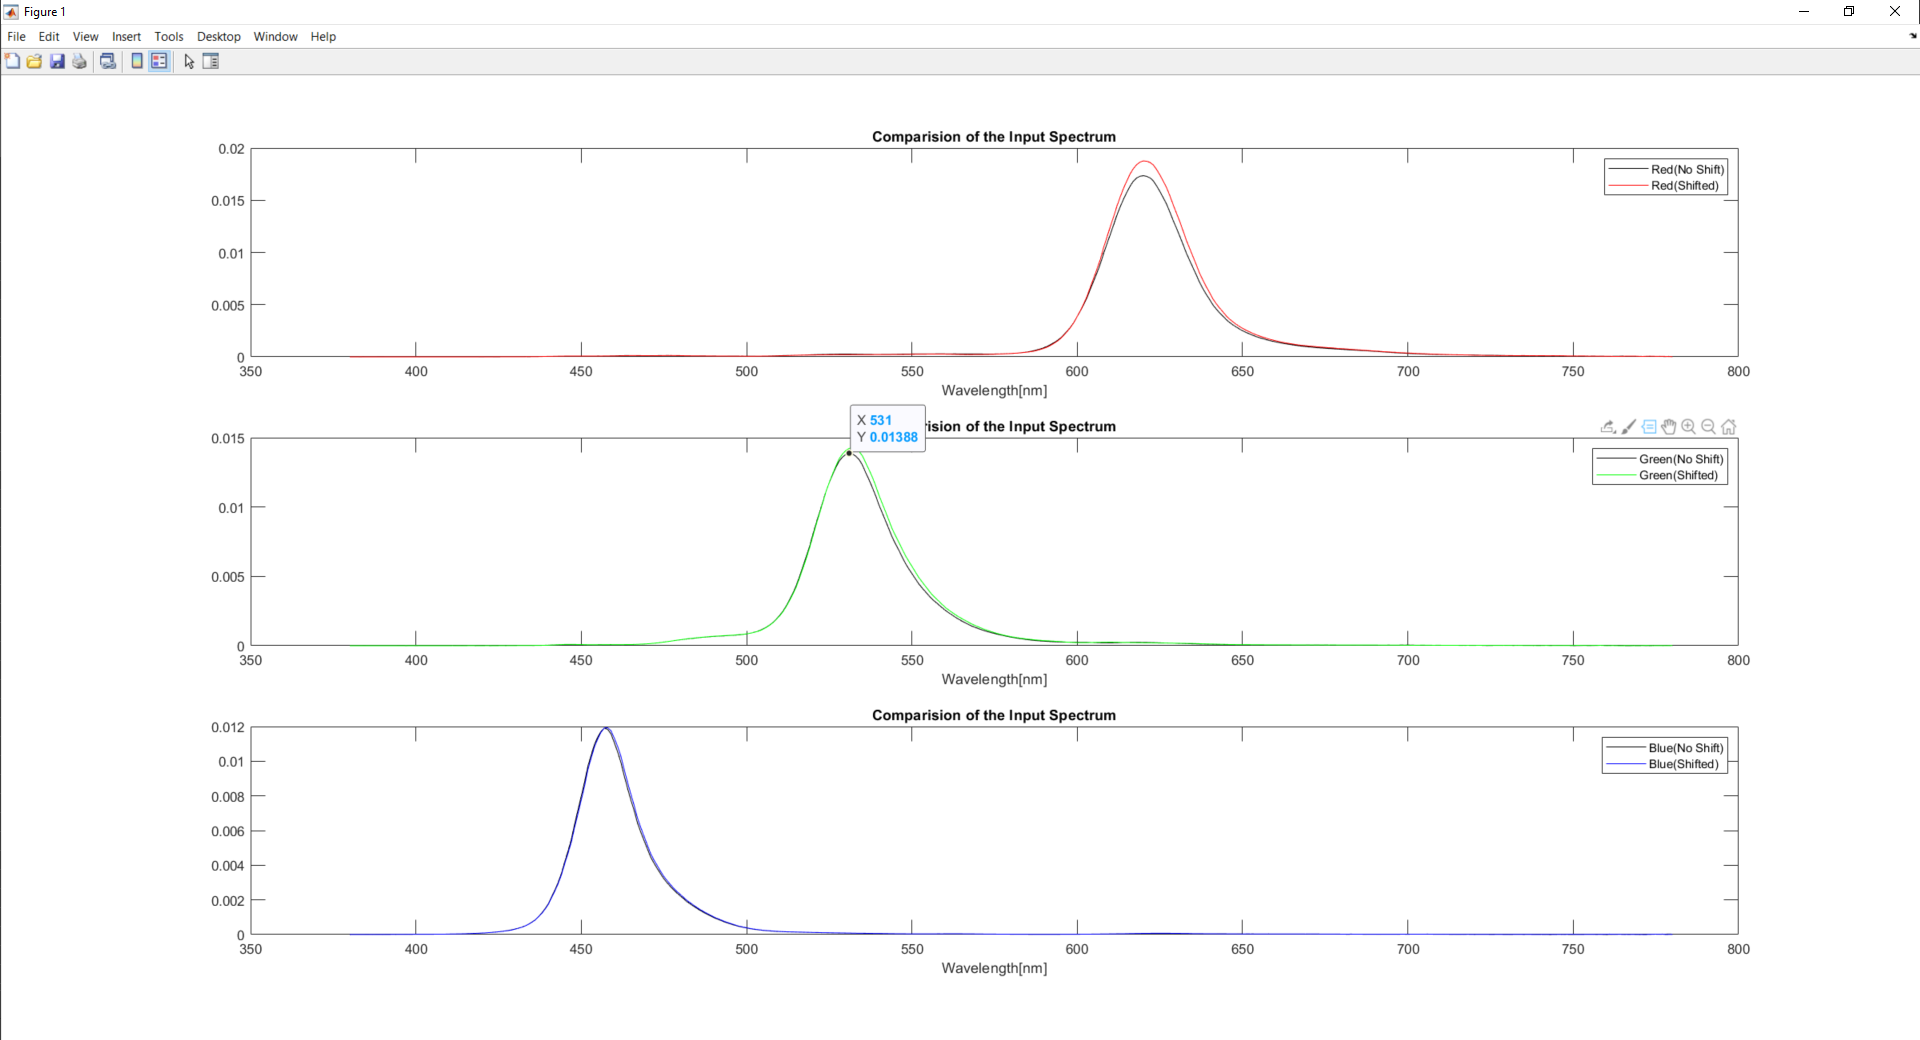 Figure 1
File Edit View Insert Tools Desktop Window Help
Comparision of the Input Spectrum
0.02
0.015
0.01
0.005
0
350 400 450 500 550 600 650 700 750 800
Wavelength[nm]
Red(No Shift)
Red(Shifted)
rision of the Input Spectrum
X 531
Y 0.01388
0.015
0.01
0.005
0
350 400 450 500 550 600 650 700 750 800
Wavelength[nm]
Green(No Shift)
Green(Shifted)
Comparision of the Input Spectrum
0.012
0.01
0.008
0.006
0.004
0.002
0
350 400 450 500 550 600 650 700 750 800
Wavelength[nm]
Blue(No Shift)
Blue(Shifted)